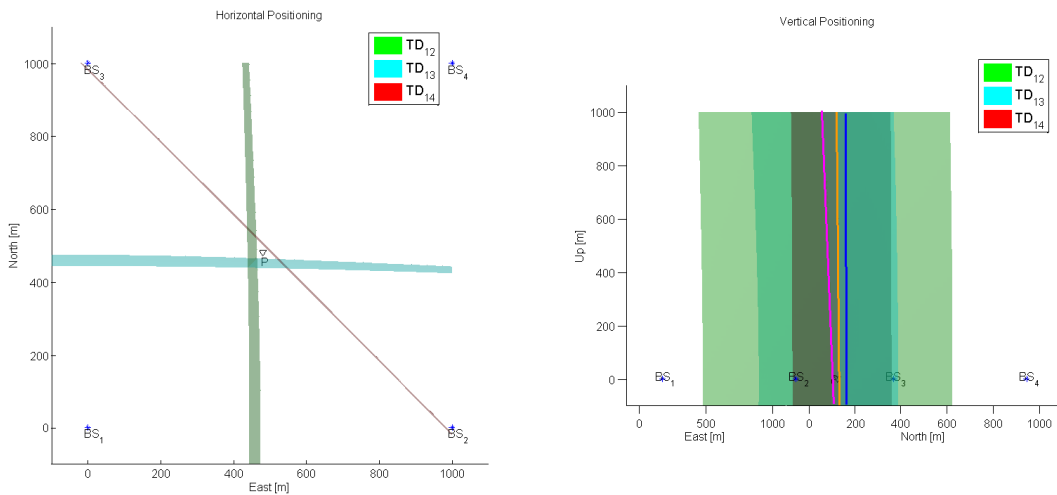 Horizontal Positioning
TD12
TD13
TD14
BS3
BS4
P
BS1
BS2
1000
800
600
400
200
0
North [m]
0 200 400 600 800 1000
East [m]
Vertical Positioning
TD12
TD13
TD14
1000
800
600
400
200
0
Up [m]
BS1
BS2
BS3
BS4
500 1000 0 200 400 600 800 1000
East [m]
North [m]